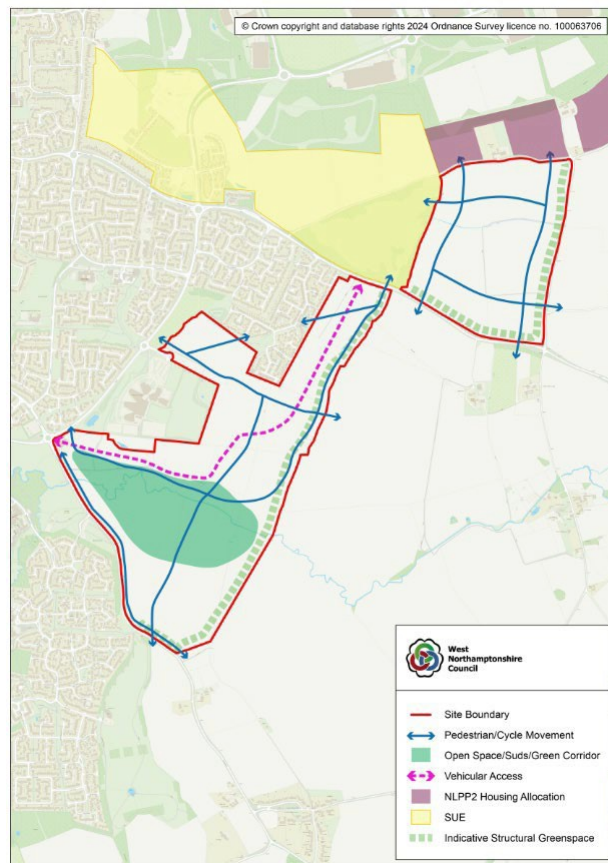 © Crown copyright and database rights 2024 Ordnance Survey licence no. 100063706
West
Northamptonshire
Council
Site Boundary
Pedestrian/Cycle Movement
Open Space/Suds/Green Corridor
Vehicular Access
NLPP2 Housing Allocation
SUE
Indicative Structural Greenspace